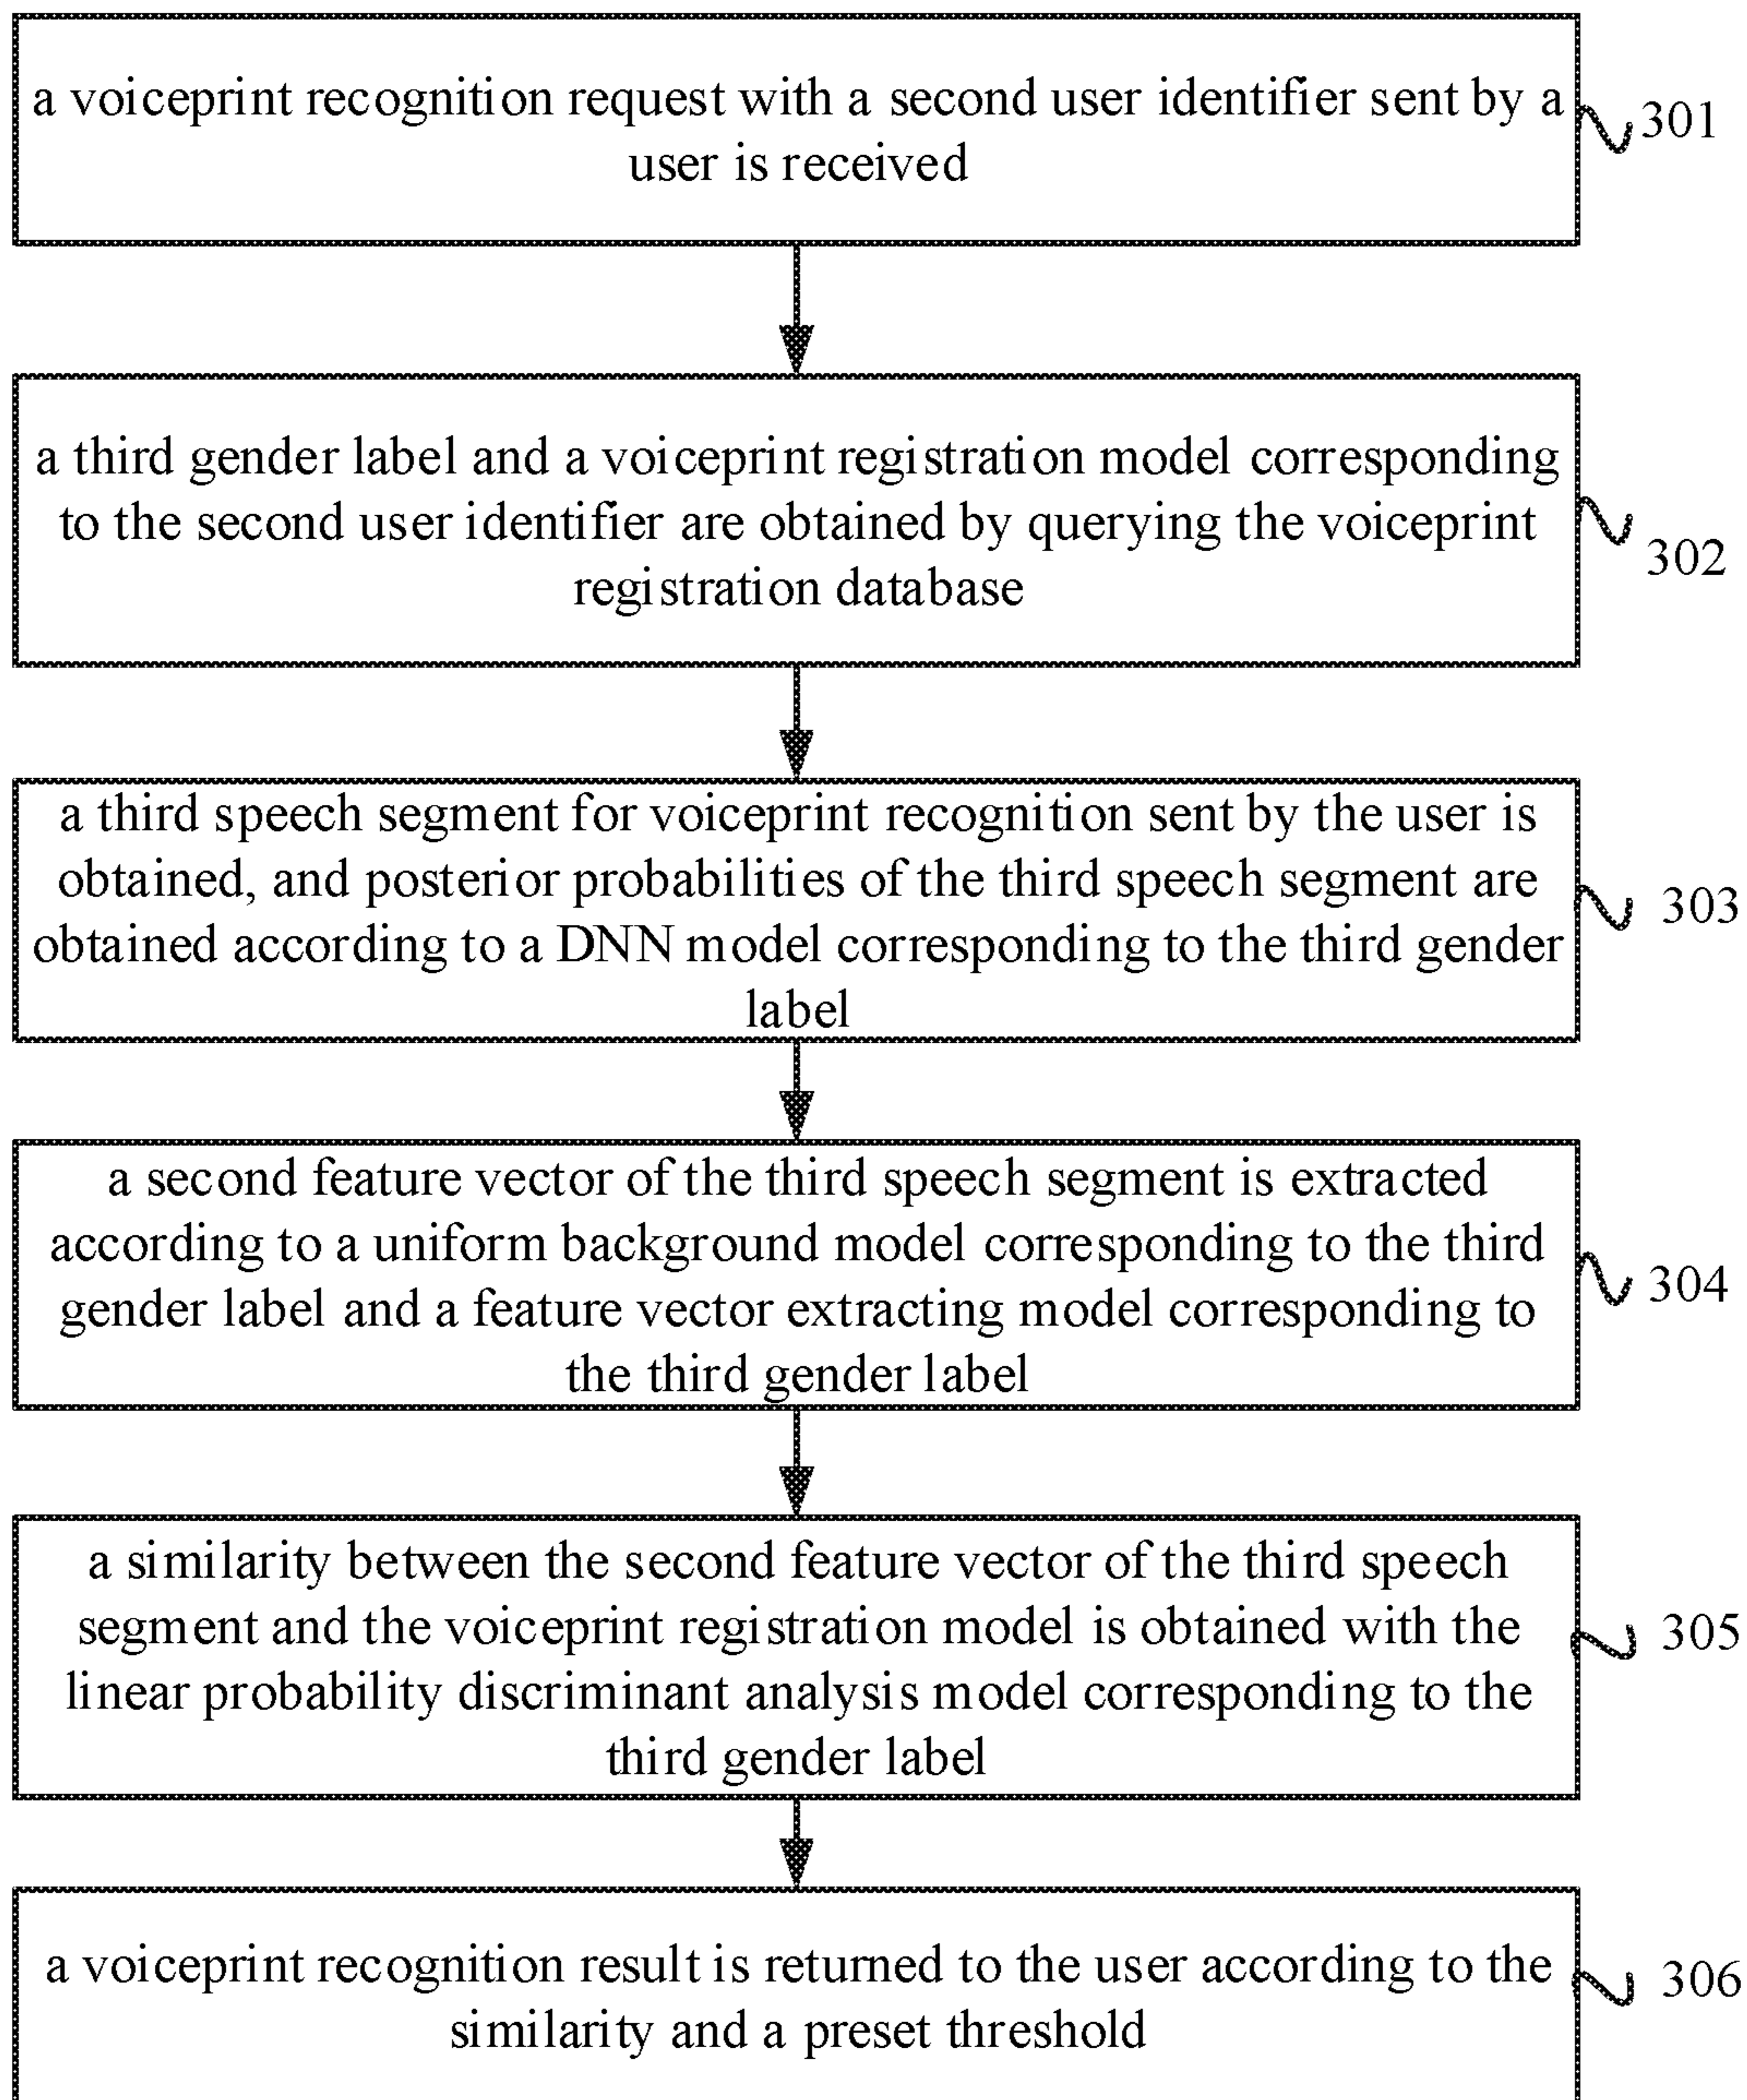 a voiceprint recognition request with a second user identifier sent by a
user is received
301
a third gender label and a voiceprint registration model corresponding
to the second user identifier are obtained by querying the voiceprint
registration database
302
a third speech segment for voiceprint recognition sent by the user is
obtained, and posterior probabilities of the third speech segment are
obtained according to a DNN model corresponding to the third gender
label
303
a second feature vector of the third speech segment is extracted
according to a uniform background model corresponding to the third
gender label and a feature vector extracting model corresponding to
the third gender label
304
a similarity between the second feature vector of the third speech
segment and the voiceprint registration model is obtained with the
linear probability discriminant analysis model corresponding to the
third gender label
305
a voiceprint recognition result is returned to the user according to the
similarity and a preset threshold
306